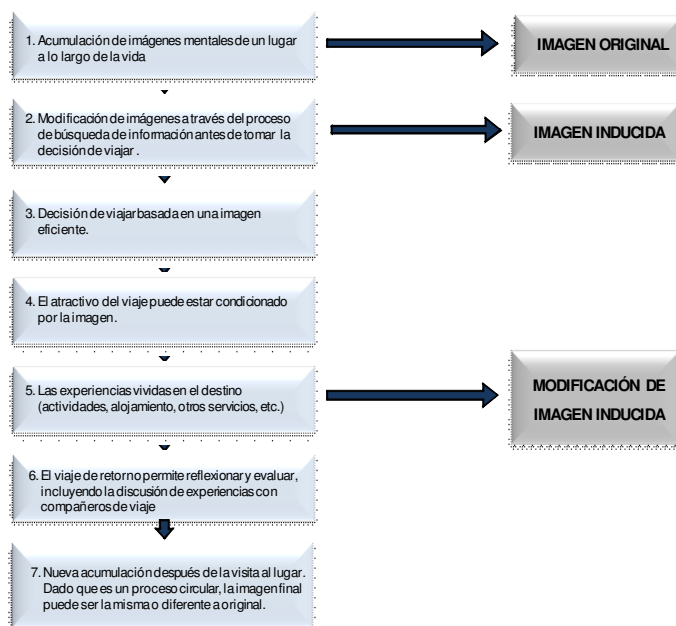 1. Acumulación de imágenes mentales de un lugar
a lo largo de la vida
IMAGEN ORIGINAL
2. Modificación de imágenes a través del proceso
de búsqueda de información antes de tomar la
decisión de viajar .
IMAGEN INDUCIDA
3. Decisión de viajar basada en una imagen
eficiente.
4. El atractivo del viaje puede estar condicionado
por la imagen.
5. Las experiencias vividas en el destino
(actividades, alojamiento, otros servicios, etc.)
MODIFICACIÓN DE
IMAGEN INDUCIDA
6. El viaje de retorno permite reflexionar y evaluar,
incluyendo la discusión de experiencias con
compañeros de viaje
7. Nueva acumulación después de la visita al lugar.
Dado que es un proceso circular, la imagen final
puede ser la misma o diferente a original.